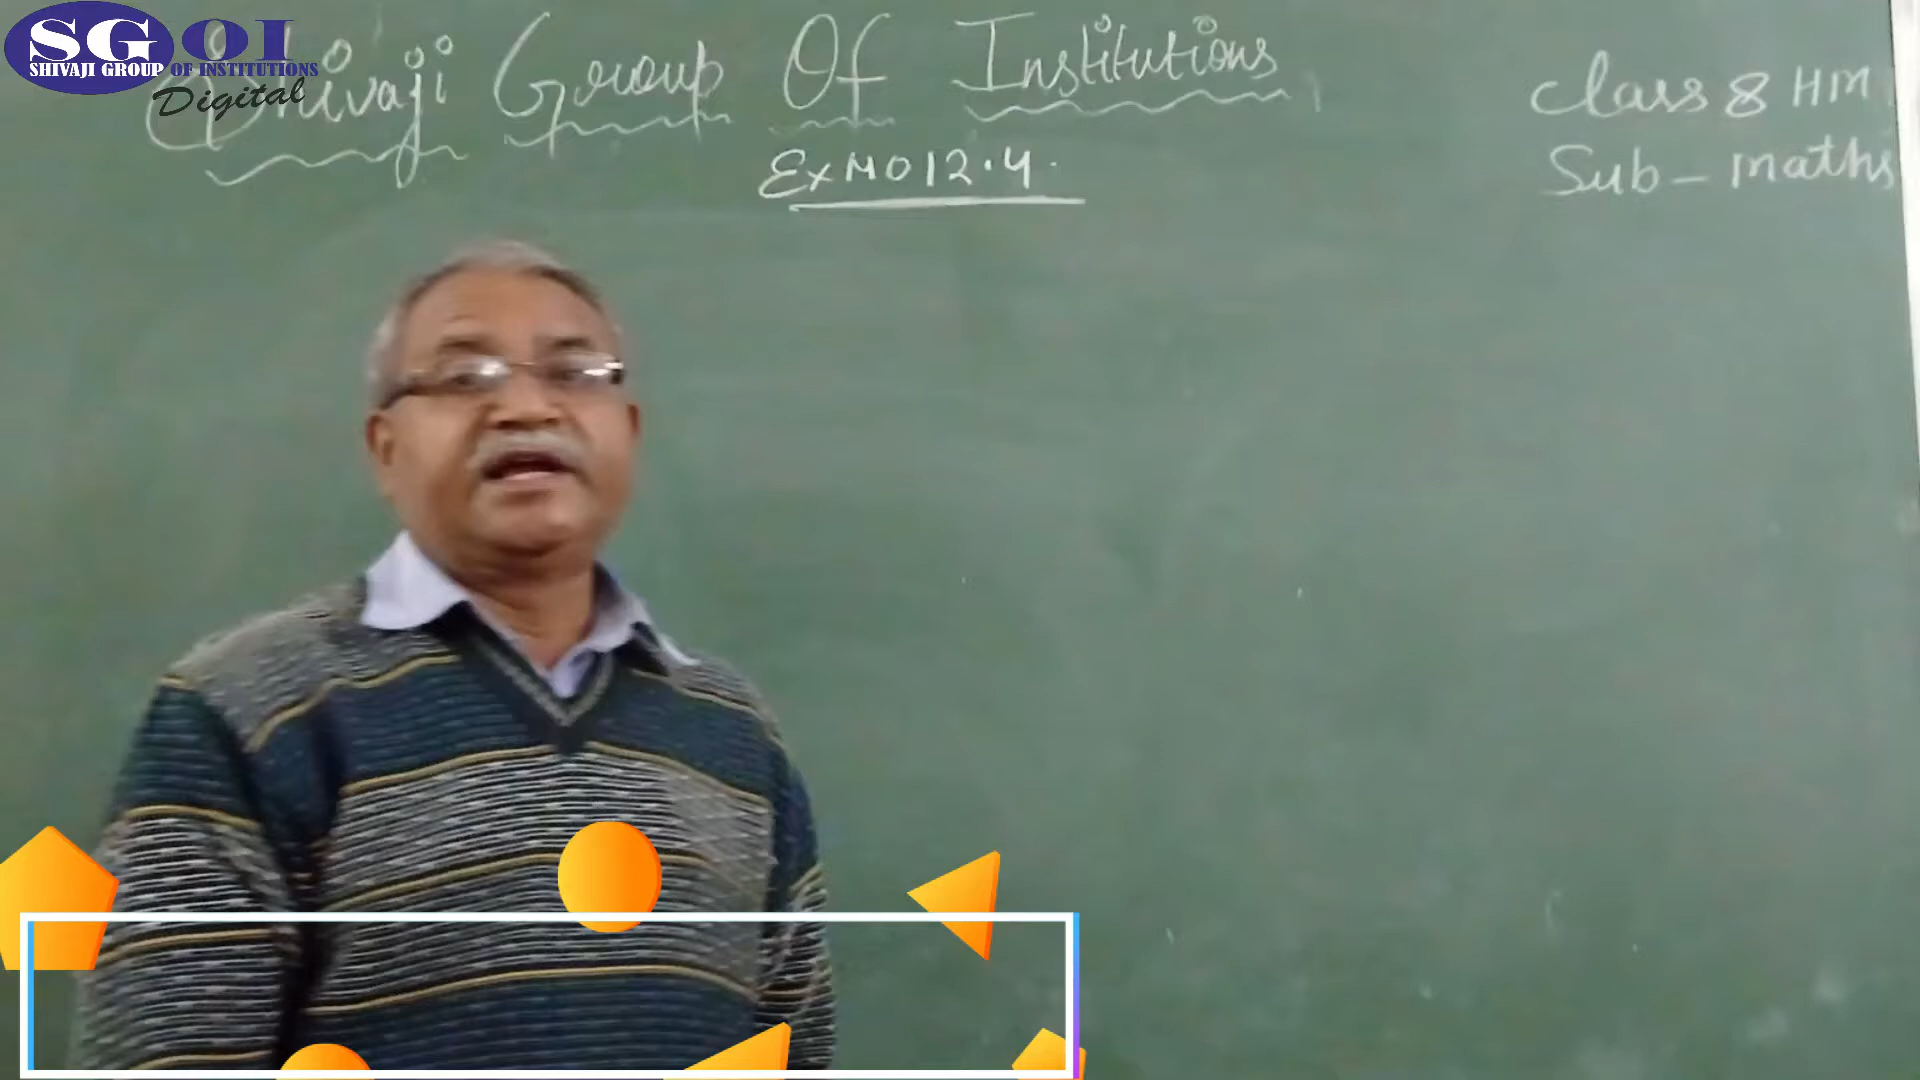 SGOI
SHIVAJI GROUP OF INSTITUTIONS
Digital
Shivaji Group Of Institutions
Ex NO 12.4.
Class 8 HM
Sub - maths